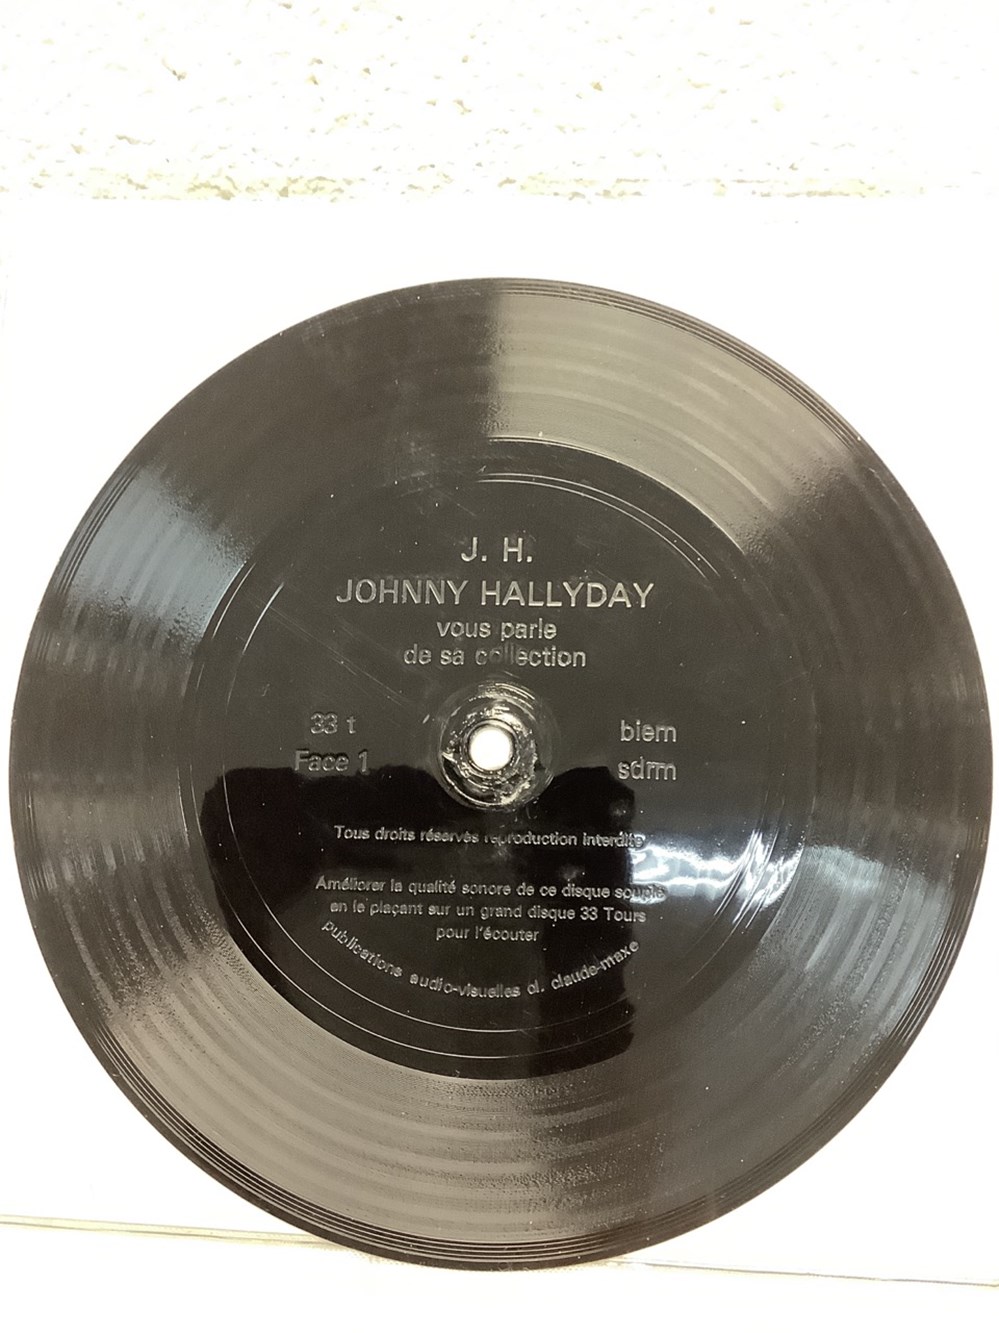 J. H.
JOHNNY HALLYDAY
vous parle
de sa collection
33 t
Face 1
biem
sdrm
Tous droits réservés reproduction interdite
Améliorer la qualité sonore de ce disque souple
en le plaçant sur un grand disque 33 Tours
pour l'écouter
publications audio-visuelles d. claude-maxe